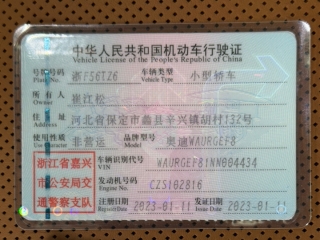 中华人民共和国机动车行驶证
Vehicle License of the People's Republic of China
号牌号码 浙F56TZ6 车辆类型 小型轿车
Plate No. Vehicle Type
所有人 崔江松
Owner
住址 河北省保定市蠡县辛兴镇胡村132号
Address
使用性质 非营运 品牌型号 奥迪WAURGEF8
Use Character Model
浙江省嘉兴 车辆识别代号 WAURGEF81NN004434
VIN
市公安局交 发动机号码 CZS102816
Engine No.
通警察支队 注册日期 2023-01-11 发证日期 2023-01-11
Register Date Issue Date